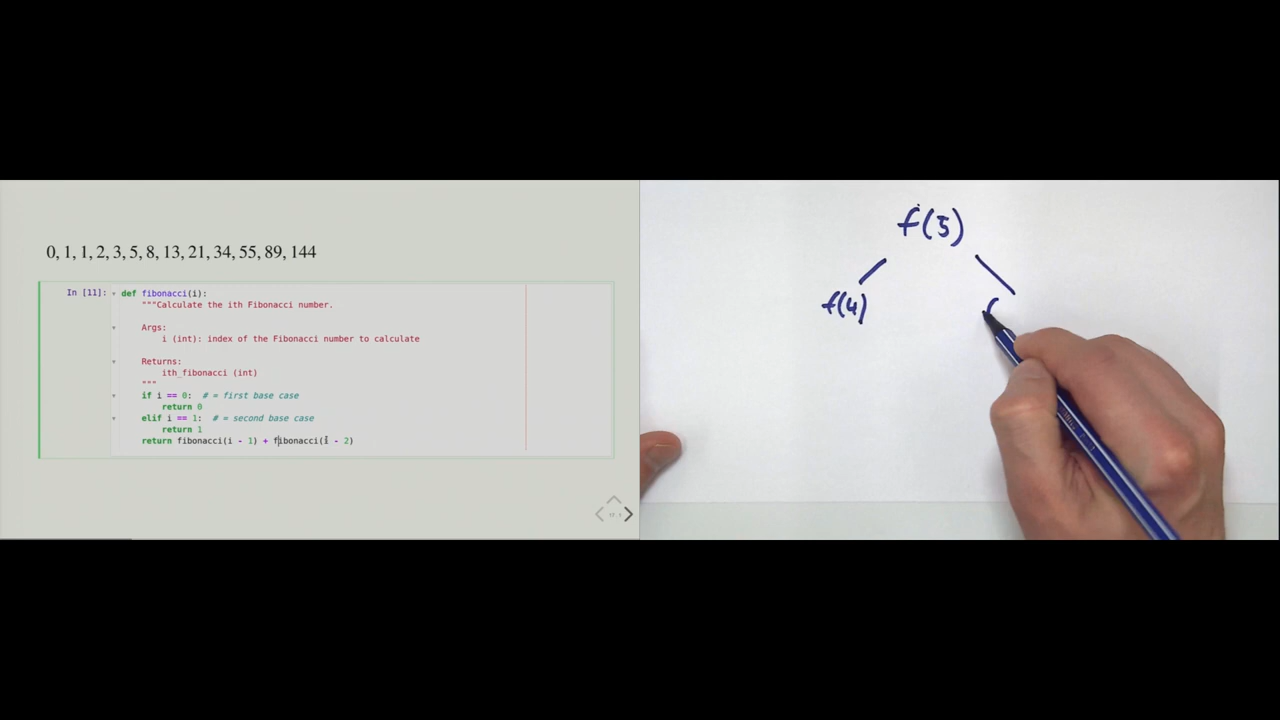 0, 1, 1, 2, 3, 5, 8, 13, 21, 34, 55, 89, 144
In [11]:
def fibonacci(i):
"""Calculate the ith Fibonacci number.
Args:
i (int): index of the Fibonacci number to calculate
Returns:
ith_fibonacci (int)
"""
if i == 0:  # = first base case
return 0
elif i == 1:  # = second base case
return 1
return fibonacci(i - 1) + fibonacci(i - 2)
f(5)
f(4)